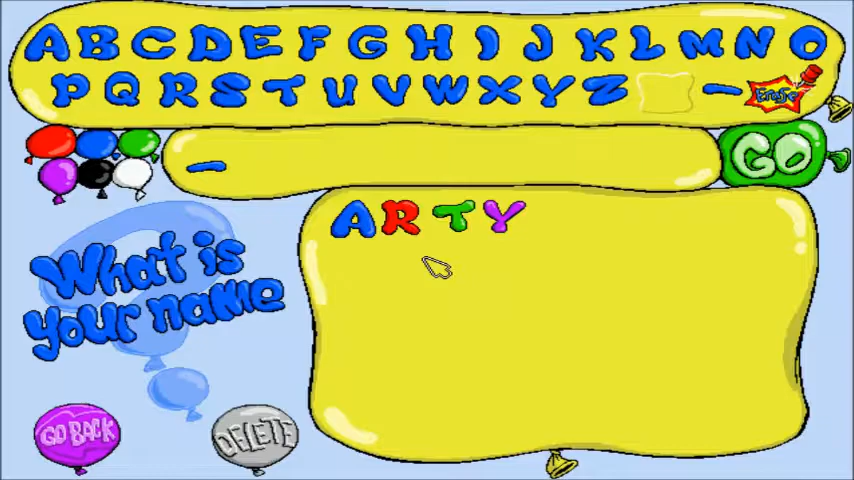 ABCDEFGHIJKLMNO
PQRSTUVWXYZ - Erase
- GO
ARTY
What is
your name
GO BACK
DELETE